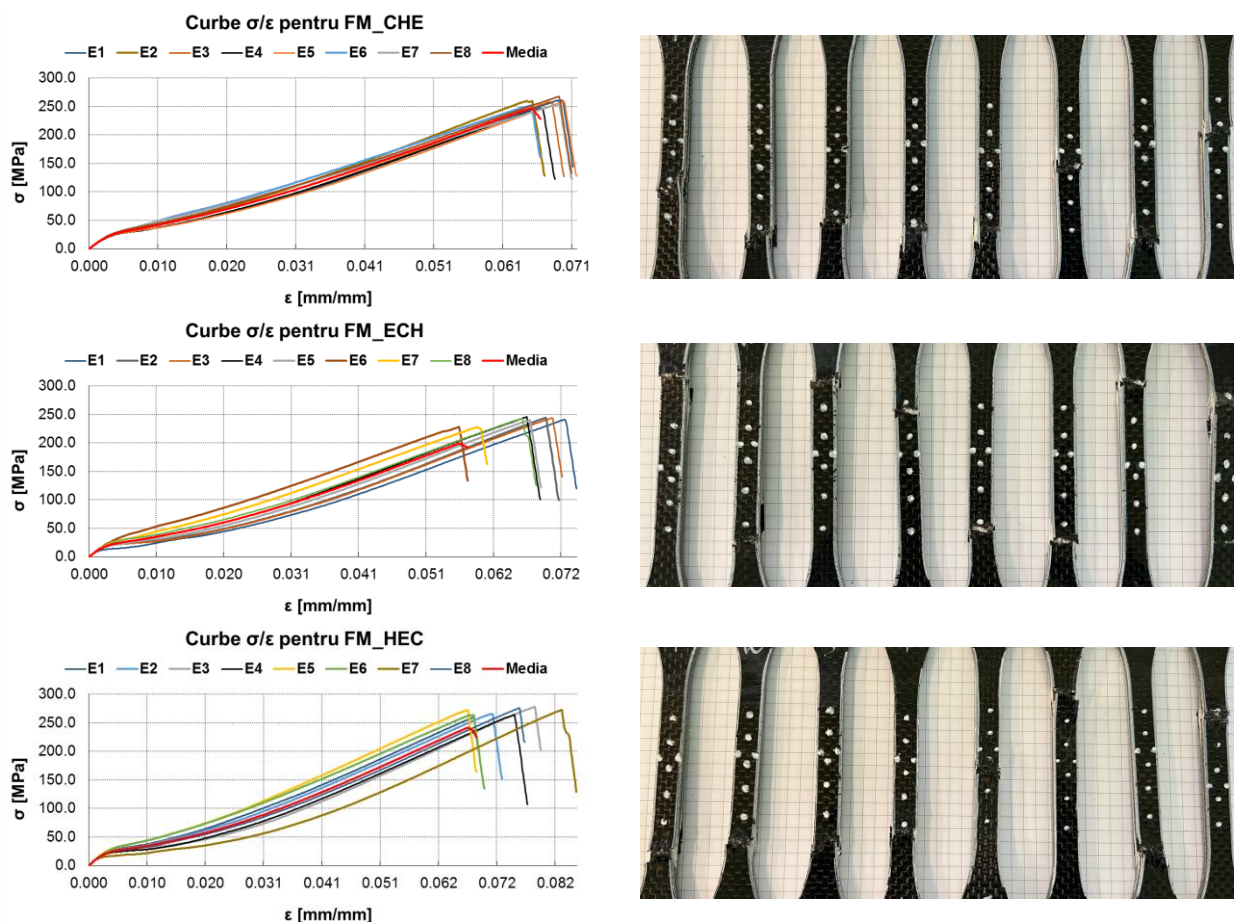 Curbe σ/ε pentru FM_CHE
E1 E2 E3 E4 E5 E6 E7 E8 Media
300.0
250.0
200.0
150.0
100.0
50.0
0.0
σ [MPa]
0.000 0.010 0.020 0.031 0.041 0.051 0.061 0.071
ε [mm/mm]
Curbe σ/ε pentru FM_ECH
E1 E2 E3 E4 E5 E6 E7 E8 Media
300.0
250.0
200.0
150.0
100.0
50.0
0.0
σ [MPa]
0.000 0.010 0.021 0.031 0.041 0.051 0.062 0.072
ε [mm/mm]
Curbe σ/ε pentru FM_HEC
E1 E2 E3 E4 E5 E6 E7 E8 Media
300.0
250.0
200.0
150.0
100.0
50.0
0.0
σ [MPa]
0.000 0.010 0.020 0.031 0.041 0.051 0.062 0.072 0.082
ε [mm/mm]